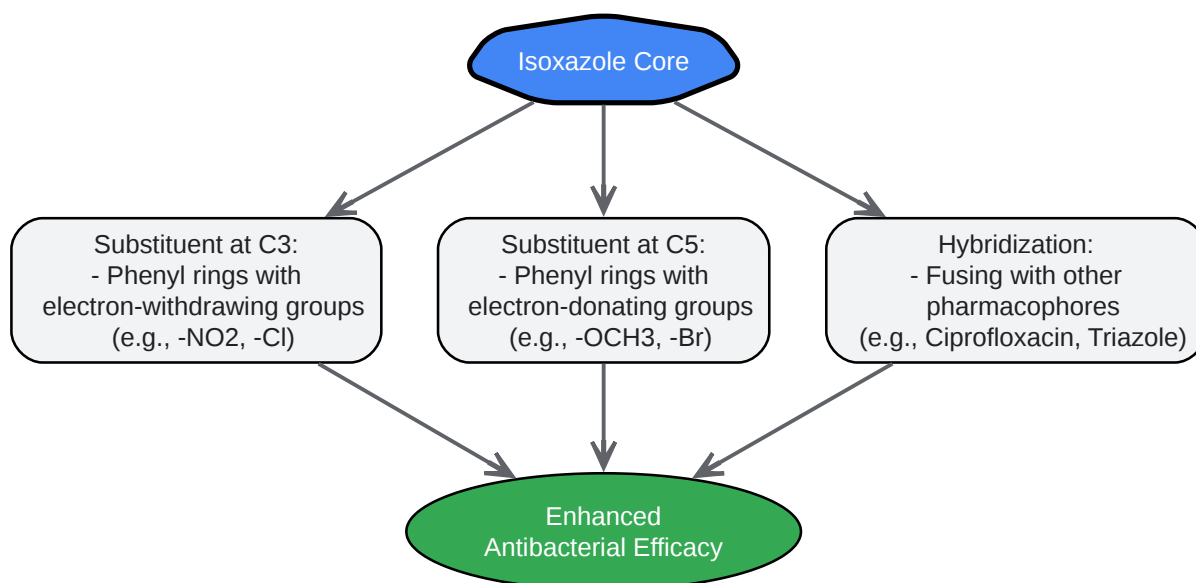 Isoxazole Core
Substituent at C3:
- Phenyl rings with
electron-withdrawing groups
(e.g., -NO2, -Cl)
Substituent at C5:
- Phenyl rings with
electron-donating groups
(e.g., -OCH3, -Br)
Hybridization:
- Fusing with other
pharmacophores
(e.g., Ciprofloxacin, Triazole)
Enhanced
Antibacterial Efficacy